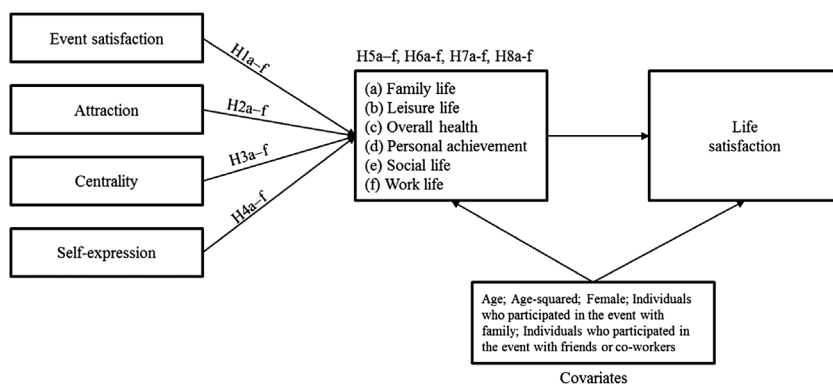 Event satisfaction
Attraction
Centrality
Self-expression
H1a–f
H2a–f
H3a–f
H4a–f
H5a–f, H6a-f, H7a-f, H8a-f
(a) Family life
(b) Leisure life
(c) Overall health
(d) Personal achievement
(e) Social life
(f) Work life
Life
satisfaction
Age; Age-squared; Female; Individuals
who participated in the event with
family; Individuals who participated in
the event with friends or co-workers
Covariates